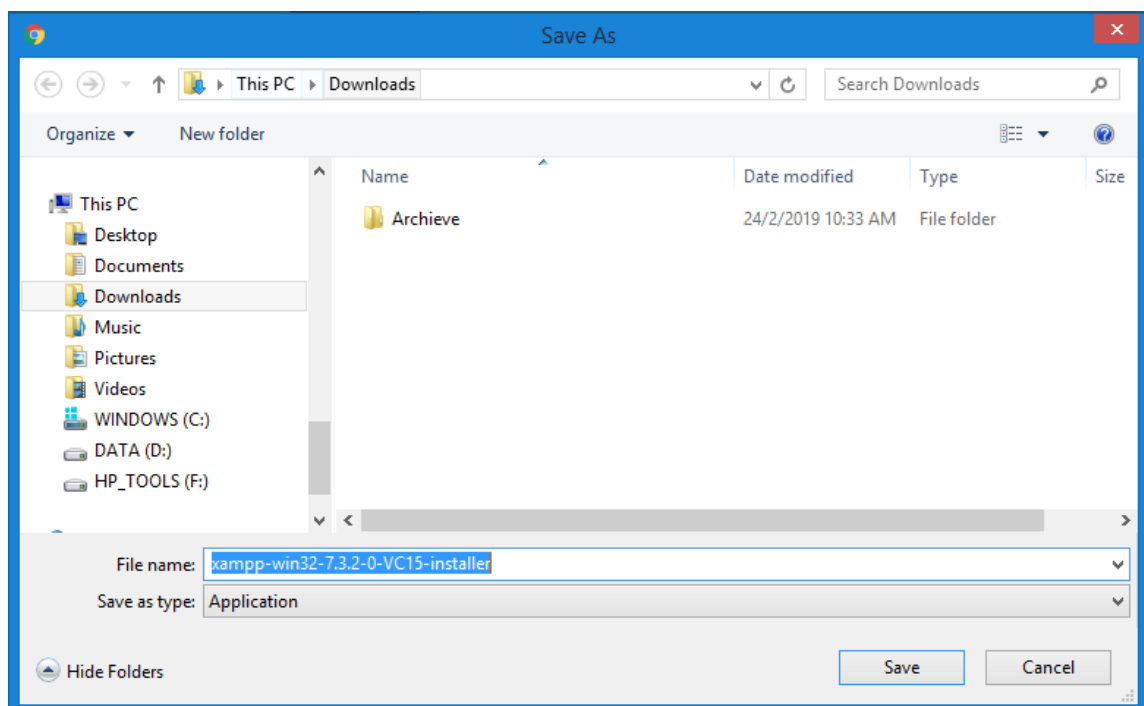 Save As
This PC Downloads
Search Downloads
Organize New folder
Name Date modified Type Size
This PC
Archieve 24/2/2019 10:33 AM File folder
Desktop
Documents
Downloads
Music
Pictures
Videos
WINDOWS (C:)
DATA (D:)
HP_TOOLS (F:)
File name: xampp-win32-7.3.2-0-VC15-installer
Save as type: Application
Hide Folders Save Cancel